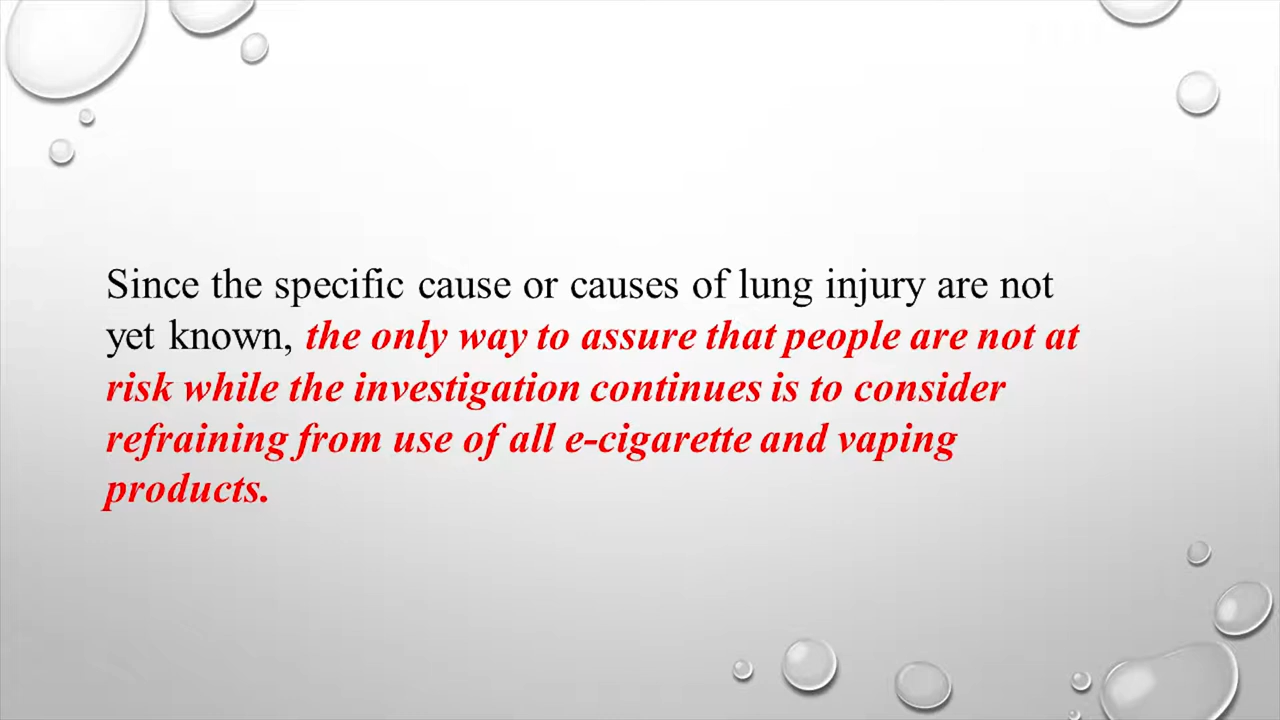 Since the specific cause or causes of lung injury are not
yet known, the only way to assure that people are not at
risk while the investigation continues is to consider
refraining from use of all e-cigarette and vaping
products.